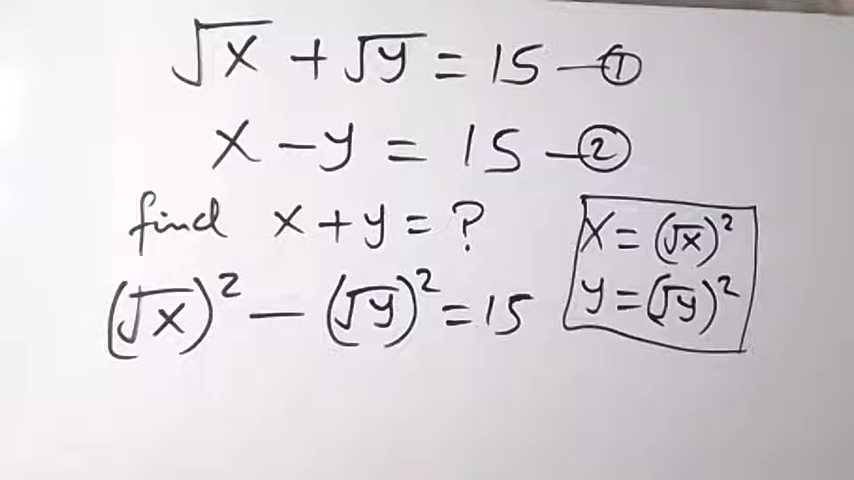 √x + √y = 15 — ①
x - y = 15 — ②
find x + y = ?
x = (√x)²
y = (√y)²
(√x)² - (√y)² = 15